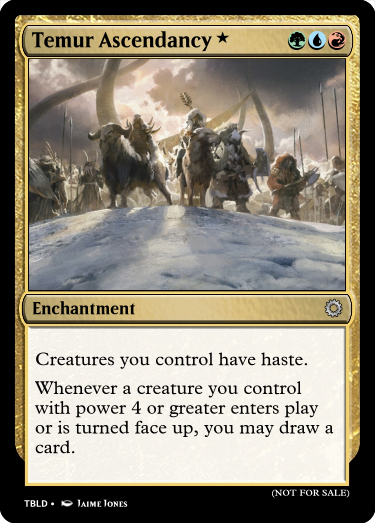 Temur Ascendancy ★
Enchantment
Creatures you control have haste.
Whenever a creature you control
with power 4 or greater enters play
or is turned face up, you may draw a
card.
(NOT FOR SALE)
TBLD • Jaime Jones